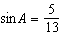 sin A = 5/13